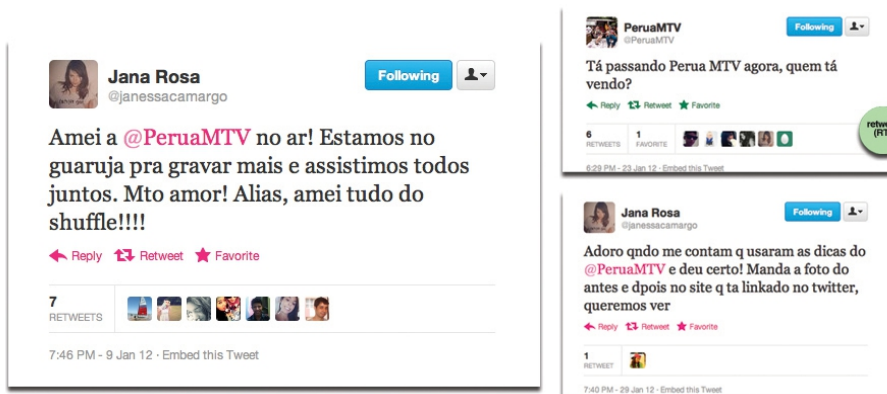 Jana Rosa
@janessacamargo
Following
Amei a @PeruaMTV no ar! Estamos no
guaruja pra gravar mais e assistimos todos
juntos. Mto amor! Alias, amei tudo do
shuffle!!!!
Reply Retweet Favorite
7
RETWEETS
7:46 PM - 9 Jan 12 · Embed this Tweet
PeruaMTV
@PeruaMTV
Following
Tá passando Perua MTV agora, quem tá
vendo?
Reply Retweet Favorite
6 1
RETWEETS FAVORITE
6:29 PM - 23 Jan 12 · Embed this Tweet
(RT
Jana Rosa
@janessacamargo
Following
Adoro qndo me contam q usaram as dicas do
@PeruaMTV e deu certo! Manda a foto do
antes e dpois no site q ta linkado no twitter,
queremos ver
Reply Retweet Favorite
1
RETWEET
7:40 PM - 29 Jan 12 · Embed this Tweet